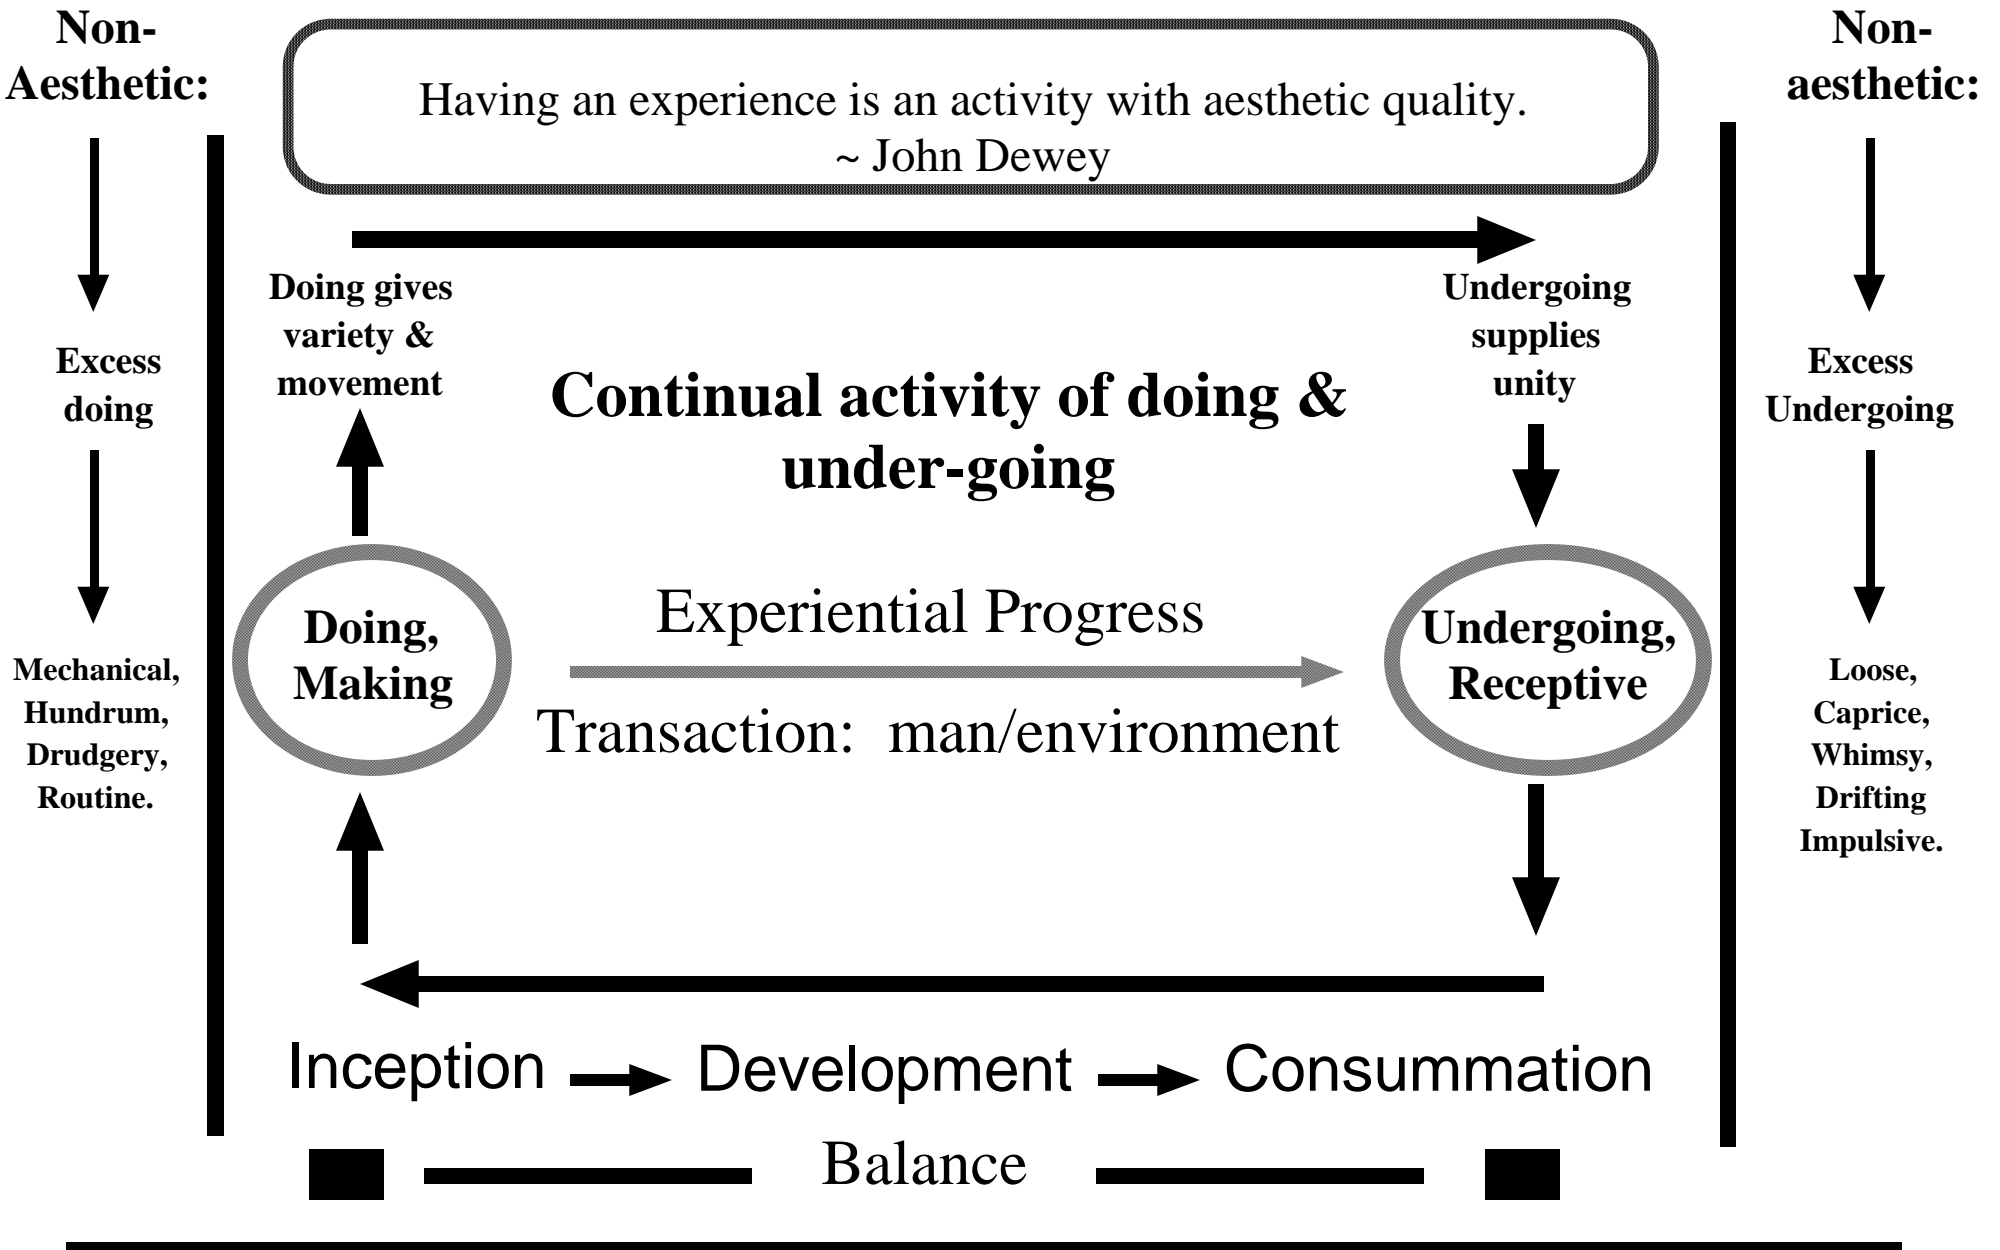 Non-
Aesthetic:
Excess
doing
Mechanical,
Hundrum,
Drudgery,
Routine.
Having an experience is an activity with aesthetic quality.
~ John Dewey
Doing gives
variety &
movement
Continual activity of doing &
under-going
Undergoing
supplies
unity
Doing,
Making
Experiential Progress
Transaction:  man/environment
Undergoing,
Receptive
Inception
Development
Consummation
Balance
Non-
aesthetic:
Excess
Undergoing
Loose,
Caprice,
Whimsy,
Drifting
Impulsive.